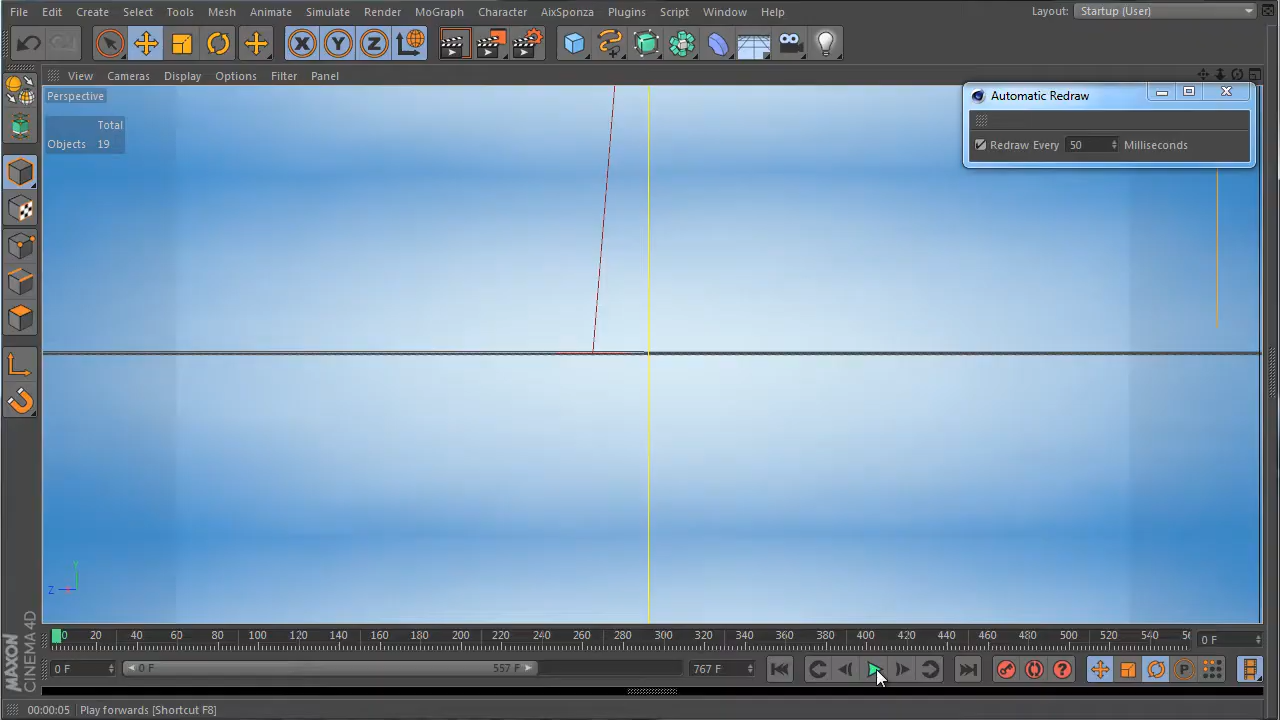 File Edit Create Select Tools Mesh Animate Simulate Render MoGraph Character AixSponza Plugins Script Window Help Layout: Startup (User)
X Y Z
View Cameras Display Options Filter Panel
Perspective
Automatic Redraw
Total
Objects 19
Redraw Every 50 Milliseconds
Y
Z
0 20 40 60 80 100 120 140 160 180 200 220 240 260 280 300 320 340 360 380 400 420 440 460 480 500 520 540 0 F
0 F 0 F 557 F 767 F P
MAXON
CINEMA 4D
00:00:05 Play forwards [Shortcut F8]